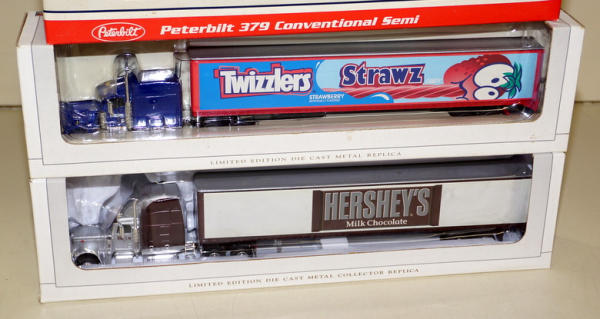 Peterbilt Peterbilt 379 Conventional Semi
Twizzlers Strawz
STRAWBERRY
LIMITED EDITION DIE CAST METAL REPLICA
HERSHEY'S
Milk Chocolate
LIMITED EDITION DIE CAST METAL COLLECTOR REPLICA